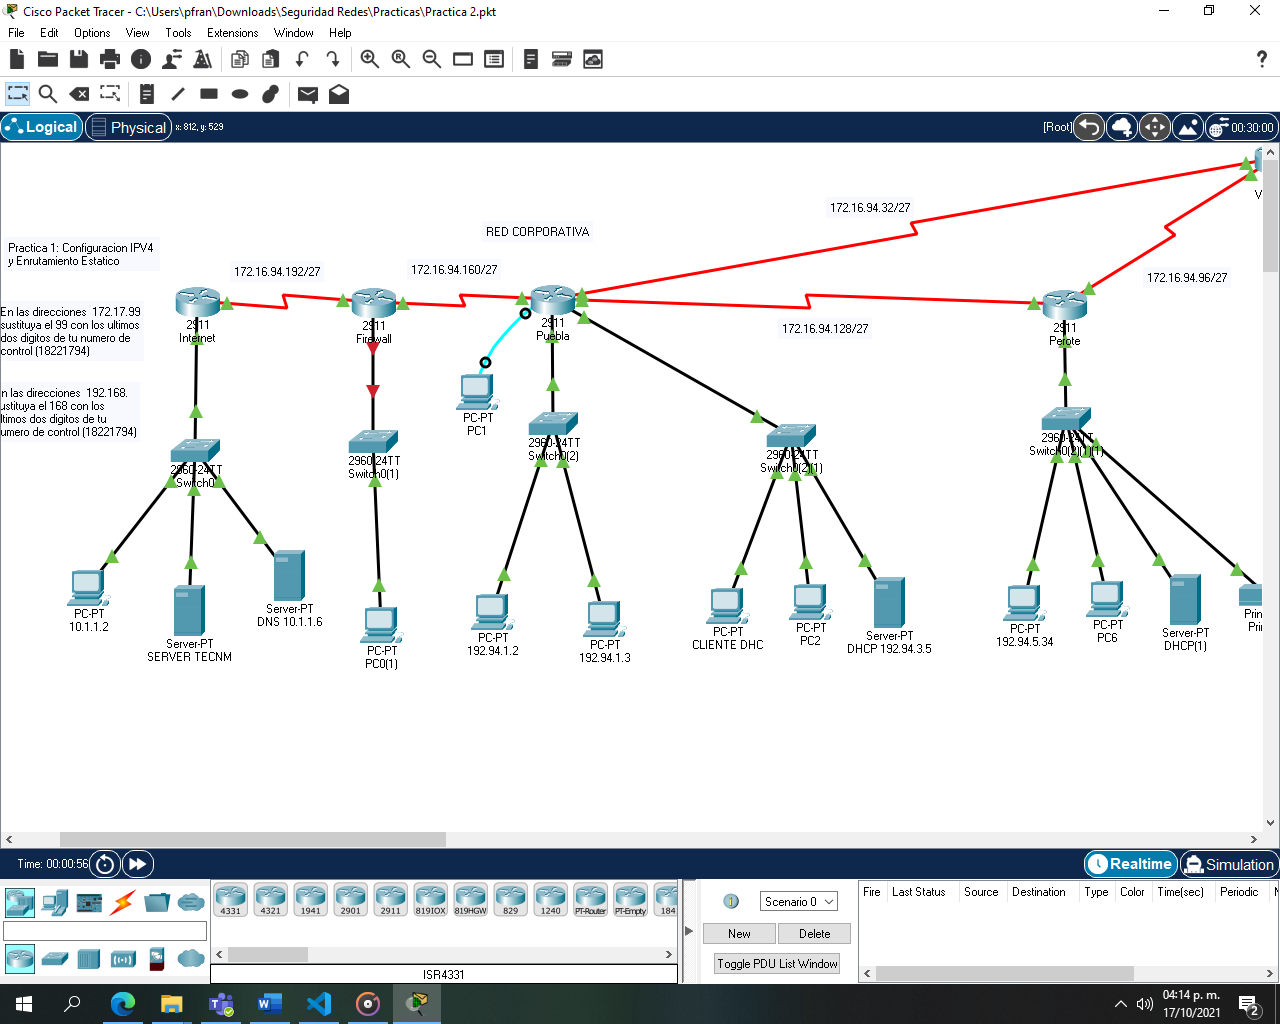 Cisco Packet Tracer - C:\Users\pfran\Downloads\Seguridad Redes\Practicas\Practica 2.pkt
File Edit Options View Tools Extensions Window Help
Logical Physical x: 812, y: 529 [Root] 00:30:00
172.16.94.32/27
RED CORPORATIVA
Practica 1: Configuracion IPV4
y Enrutamiento Estatico
172.16.94.192/27
172.16.94.160/27
172.16.94.96/27
En las direcciones 172.17.99
sustituya el 99 con los ultimos
dos digitos de tu numero de
control (18221794)
2911
Internet
2911
Firewall
2911
Puebla
172.16.94.128/27
2911
Perote
n las direcciones 192.168.
ustituya el 168 con los
ltimos dos digitos de tu
umero de control (18221794)
PC-PT
PC1
2960-24TT
Switch0
2960-24TT
Switch0(1)
2960-24TT
Switch0(2)
2960-24TT
Switch0(2)(1)
2960-24TT
Switch0(2)(1)(1)
PC-PT
10.1.1.2
Server-PT
SERVER TECNM
Server-PT
DNS 10.1.1.6
PC-PT
PC0(1)
PC-PT
192.94.1.2
PC-PT
192.94.1.3
PC-PT
CLIENTE DHC
PC-PT
PC2
Server-PT
DHCP 192.94.3.5
PC-PT
192.94.5.34
PC-PT
PC6
Server-PT
DHCP(1)
Prin
Pri
Time: 00:00:56 Realtime Simulation
4331 4321 1941 2901 2911 819IOX 819HGW 829 1240 PT-Router PT-Empty 184
ISR4331
Scenario 0
New Delete
Toggle PDU List Window
Fire Last Status Source Destination Type Color Time(sec) Periodic N
04:14 p. m.
17/10/2021
2